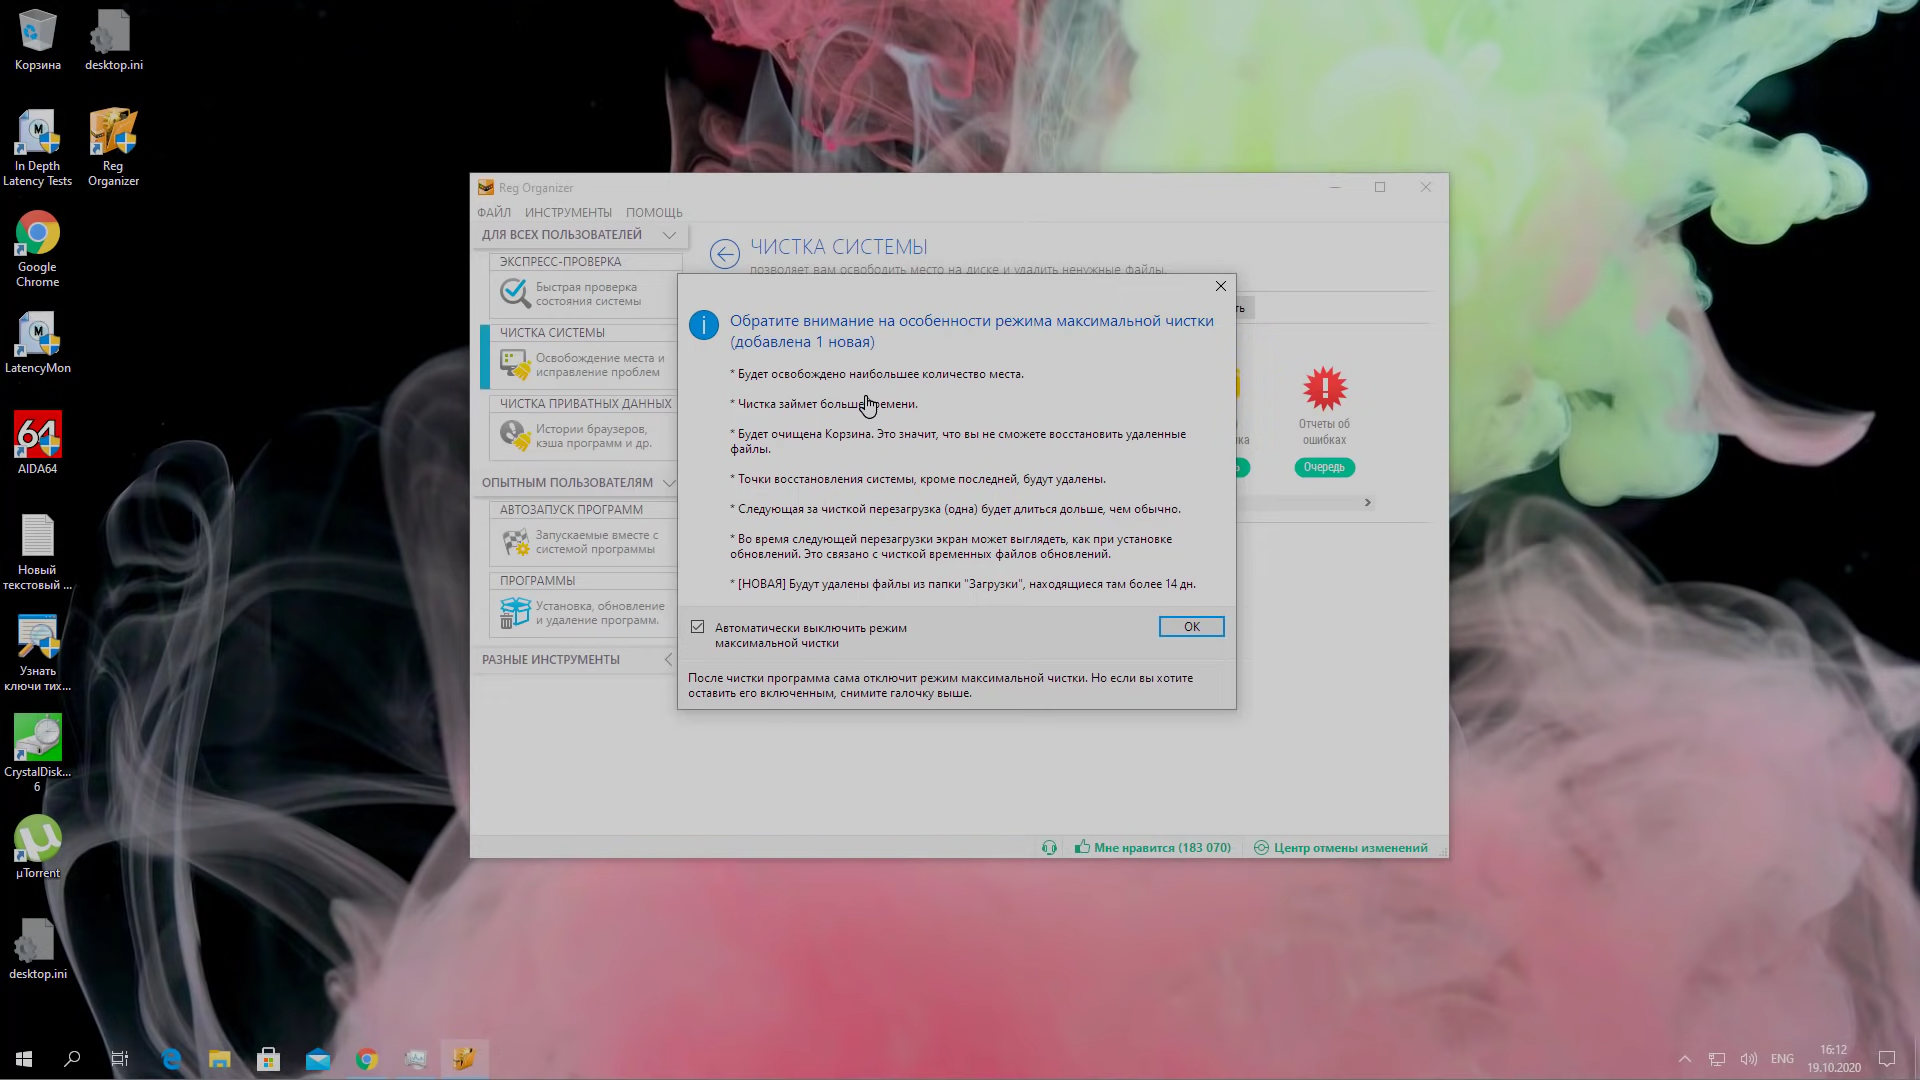 Корзина
desktop.ini
In Depth
Latency Tests
Reg
Organizer
Google
Chrome
LatencyMon
64
AIDA64
Новый
текстовый ...
Узнать
ключи тих...
CrystalDisk...
6
µTorrent
desktop.ini
Reg Organizer
ФАЙЛ ИНСТРУМЕНТЫ ПОМОЩЬ
ДЛЯ ВСЕХ ПОЛЬЗОВАТЕЛЕЙ
ЭКСПРЕСС-ПРОВЕРКА
Быстрая проверка
состояния системы
ЧИСТКА СИСТЕМЫ
Освобождение места и
исправление проблем
ЧИСТКА ПРИВАТНЫХ ДАННЫХ
Истории браузеров,
кэша программ и др.
ОПЫТНЫМ ПОЛЬЗОВАТЕЛЯМ
АВТОЗАПУСК ПРОГРАММ
Запускаемые вместе с
системой программы
ПРОГРАММЫ
Установка, обновление
и удаление программ.
РАЗНЫЕ ИНСТРУМЕНТЫ
ЧИСТКА СИСТЕМЫ
позволяет вам освободить место на диске и удалить ненужные файлы.
Обратите внимание на особенности режима максимальной чистки
(добавлена 1 новая)
* Будет освобождено наибольшее количество места.
* Чистка займет
* Будет очищена Корзина. Это значит, что вы не сможете восстановить удаленные
файлы.
* Точки восстановления системы, кроме последней, будут удалены.
* Следующая за чисткой перезагрузка (одна) будет длиться дольше, чем обычно.
* Во время следующей перезагрузки экран может выглядеть, как при установке
обновлений. Это связано с чисткой временных файлов обновлений.
* [НОВАЯ] Будут удалены файлы из папки "Загрузки", находящиеся там более 14 дн.
Автоматически выключить режим
максимальной чистки
OK
После чистки программа сама отключит режим максимальной чистки. Но если вы хотите
оставить его включенным, снимите галочку выше.
Отчеты об
ошибках
Очередь
Мне нравится (183 070)
Центр отмены изменений
ENG
16:12
19.10.2020